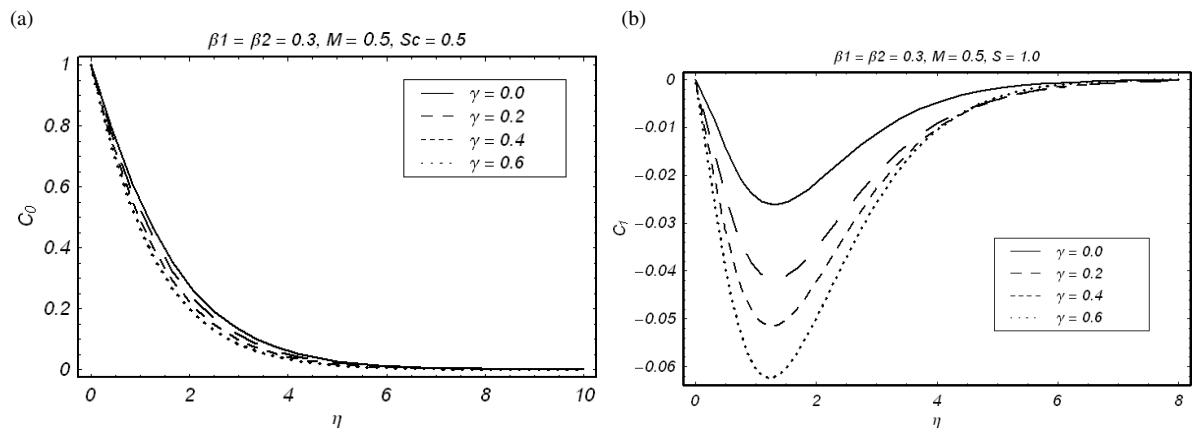 (a)
β1 = β2 = 0.3, M = 0.5, Sc = 0.5
1
0.8
0.6
0.4
0.2
0
C0
γ = 0.0
γ = 0.2
γ = 0.4
γ = 0.6
0 2 4 6 8 10
η
(b)
β1 = β2 = 0.3, M = 0.5, S = 1.0
0
−0.01
−0.02
−0.03
−0.04
−0.05
−0.06
C1
γ = 0.0
γ = 0.2
γ = 0.4
γ = 0.6
0 2 4 6 8
η